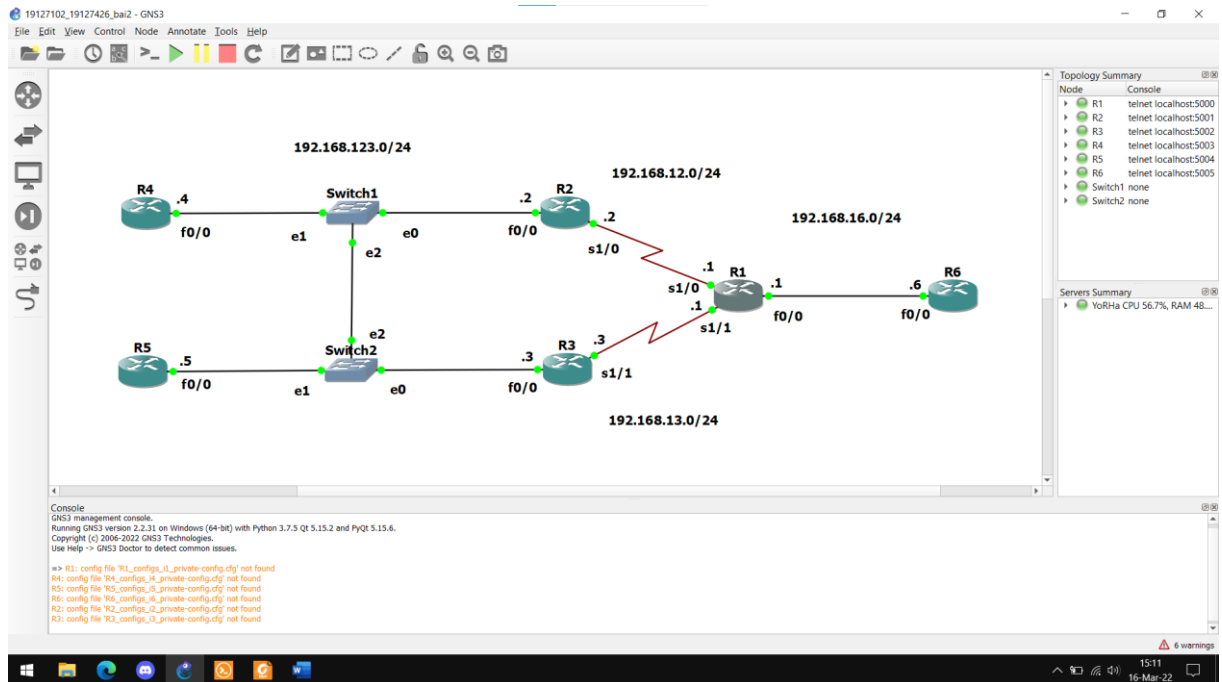 19127102_19127426_bai2 - GNS3
File Edit View Control Node Annotate Tools Help
Topology Summary
Node Console
R1 telnet localhost:5000
R2 telnet localhost:5001
R3 telnet localhost:5002
R4 telnet localhost:5003
R5 telnet localhost:5004
R6 telnet localhost:5005
Switch1 none
Switch2 none
192.168.123.0/24
192.168.12.0/24
192.168.16.0/24
R4
.4
f0/0
Switch1
e1
e0
e2
R2
.2
f0/0
.2
s1/0
R1
.1
s1/0
.1
s1/1
.1
f0/0
R6
.6
f0/0
R5
.5
f0/0
e2
Switch2
e1
e0
R3
.3
f0/0
.3
s1/1
192.168.13.0/24
Servers Summary
YoRHa CPU 56.7%, RAM 48....
Console
GNS3 management console.
Running GNS3 version 2.2.31 on Windows (64-bit) with Python 3.7.5 Qt 5.15.2 and PyQt 5.15.6.
Copyright (c) 2006-2022 GNS3 Technologies.
Use Help -> GNS3 Doctor to detect common issues.
=> R1: config file 'R1_configs_i1_private-config.cfg' not found
R4: config file 'R4_configs_i4_private-config.cfg' not found
R5: config file 'R5_configs_i5_private-config.cfg' not found
R6: config file 'R6_configs_i6_private-config.cfg' not found
R2: config file 'R2_configs_i2_private-config.cfg' not found
R3: config file 'R3_configs_i3_private-config.cfg' not found
6 warnings
15:11
16-Mar-22